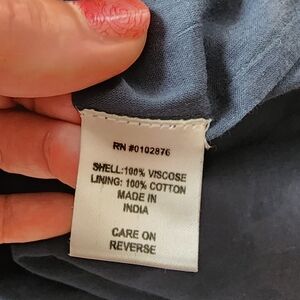 RN #0102876
SHELL:100% VISCOSE
LINING: 100% COTTON
MADE IN
INDIA
CARE ON
REVERSE